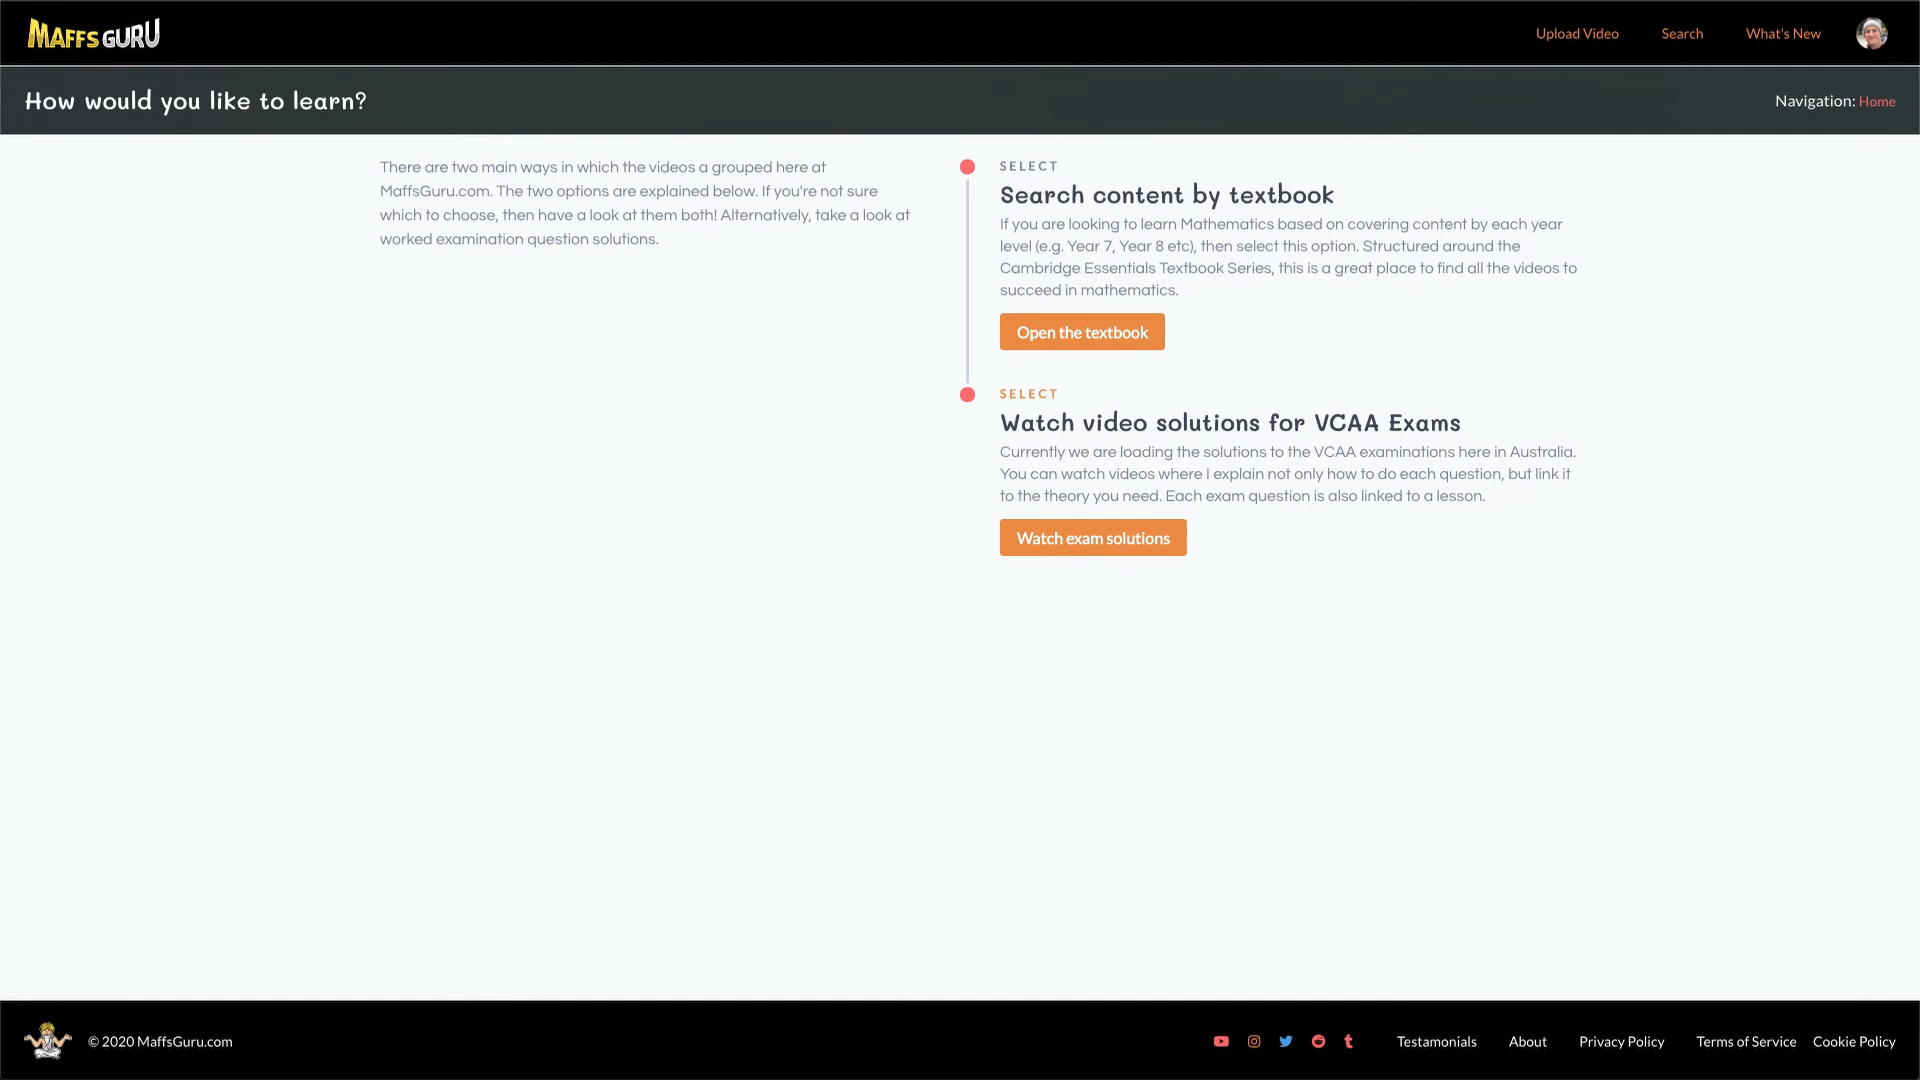 MAFFS GURU
Upload Video
Search
What's New
How would you like to learn?
Navigation: Home
There are two main ways in which the videos a grouped here at
MaffsGuru.com. The two options are explained below. If you're not sure
which to choose, then have a look at them both! Alternatively, take a look at
worked examination question solutions.
SELECT
Search content by textbook
If you are looking to learn Mathematics based on covering content by each year
level (e.g. Year 7, Year 8 etc), then select this option. Structured around the
Cambridge Essentials Textbook Series, this is a great place to find all the videos to
succeed in mathematics.
Open the textbook
SELECT
Watch video solutions for VCAA Exams
Currently we are loading the solutions to the VCAA examinations here in Australia.
You can watch videos where I explain not only how to do each question, but link it
to the theory you need. Each exam question is also linked to a lesson.
Watch exam solutions
© 2020 MaffsGuru.com
Testamonials
About
Privacy Policy
Terms of Service
Cookie Policy